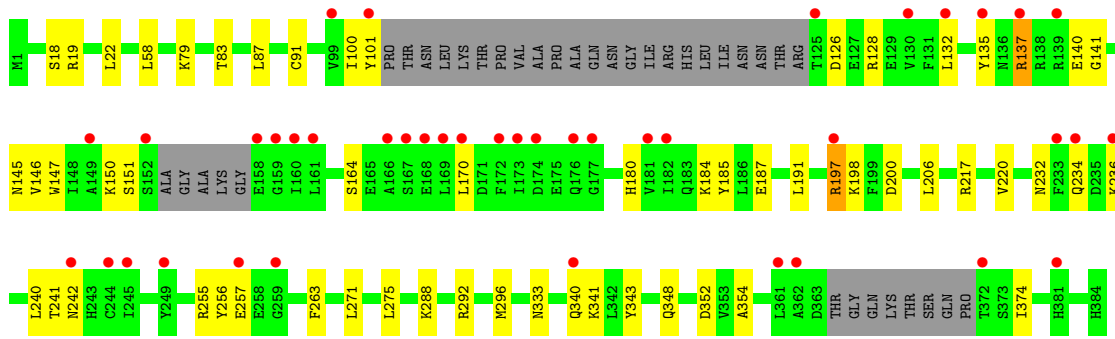 M1 S18 R19 L22 L58 K79 T83 L87 C91 V99 I100 Y101 PRO THR ASN LEU LYS THR PRO VAL ALA PRO ALA GLN ASN GLY ILE ARG HIS LEU ILE ASN ASN THR ARG T125 D126 E127 R128 E129 V130 F131 L132 Y135 N136 R137 R138 R139 E140 G141
N145 V146 W147 I148 A149 K150 S151 S152 ALA GLY ALA LYS GLY E158 G159 I160 L161 S164 E165 A166 S167 E168 L169 L170 D171 F172 I173 D174 E175 Q176 G177 H180 V181 I182 Q183 K184 Y185 L186 E187 L191 R197 K198 F199 D200 L206 R217 V220 N232 F233 Q234 D235 K236
L240 T241 N242 H243 C244 I245 Y249 R255 Y256 E257 E258 G259 F263 L271 L275 K288 R292 M296 N333 Q340 K341 L342 Y343 Q348 D352 V353 A354 L361 A362 D363 THR GLY GLN LYS THR SER GLN PRO T372 S373 I374 H381 H384